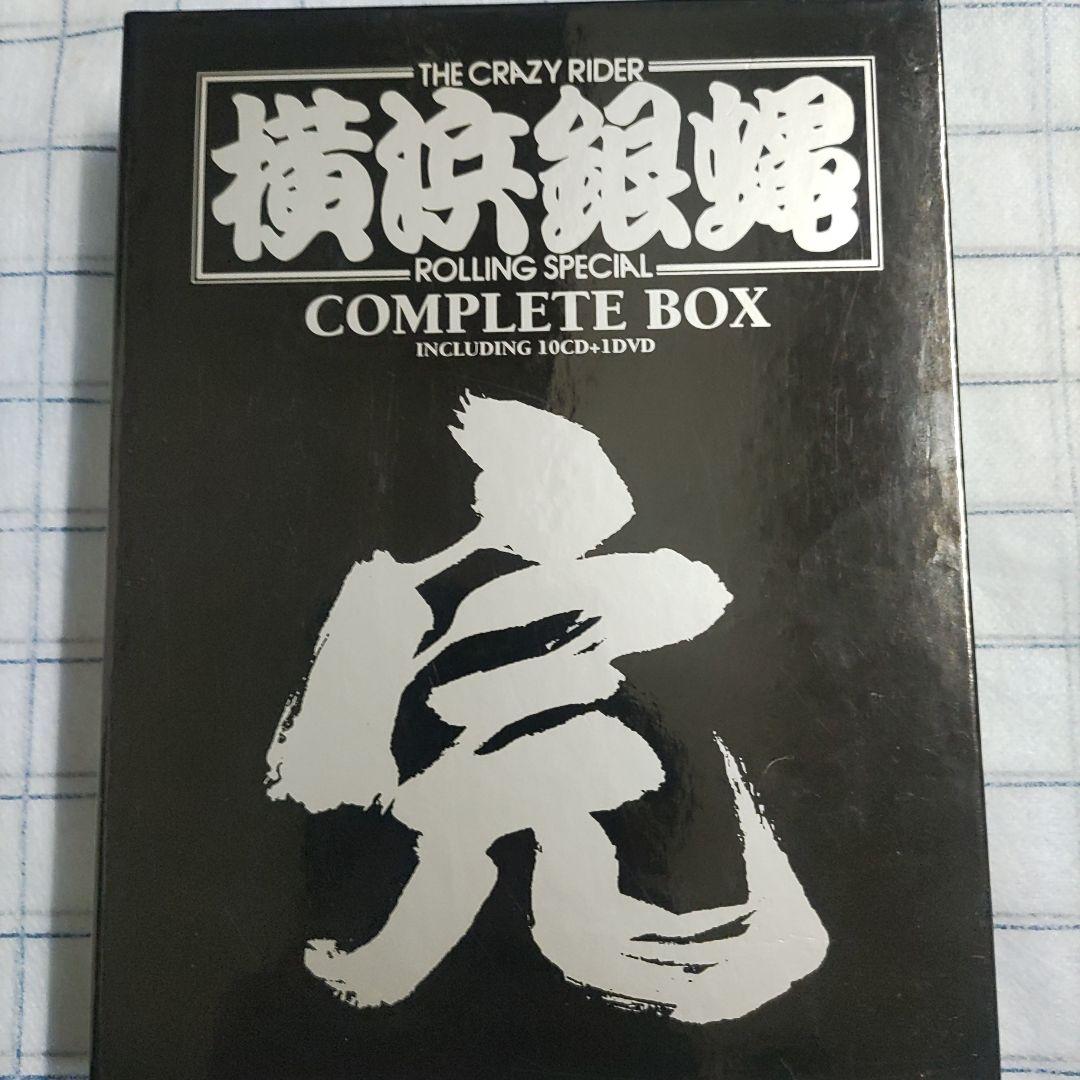 THE CRAZY RIDER
横浜銀蝿
ROLLING SPECIAL
COMPLETE BOX
INCLUDING 10CD+1DVD
完